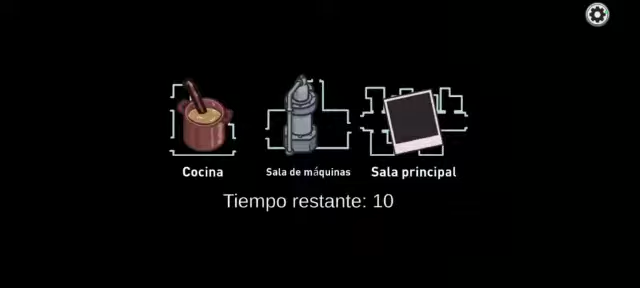 Cocina
Sala de máquinas
Sala principal
Tiempo restante: 10